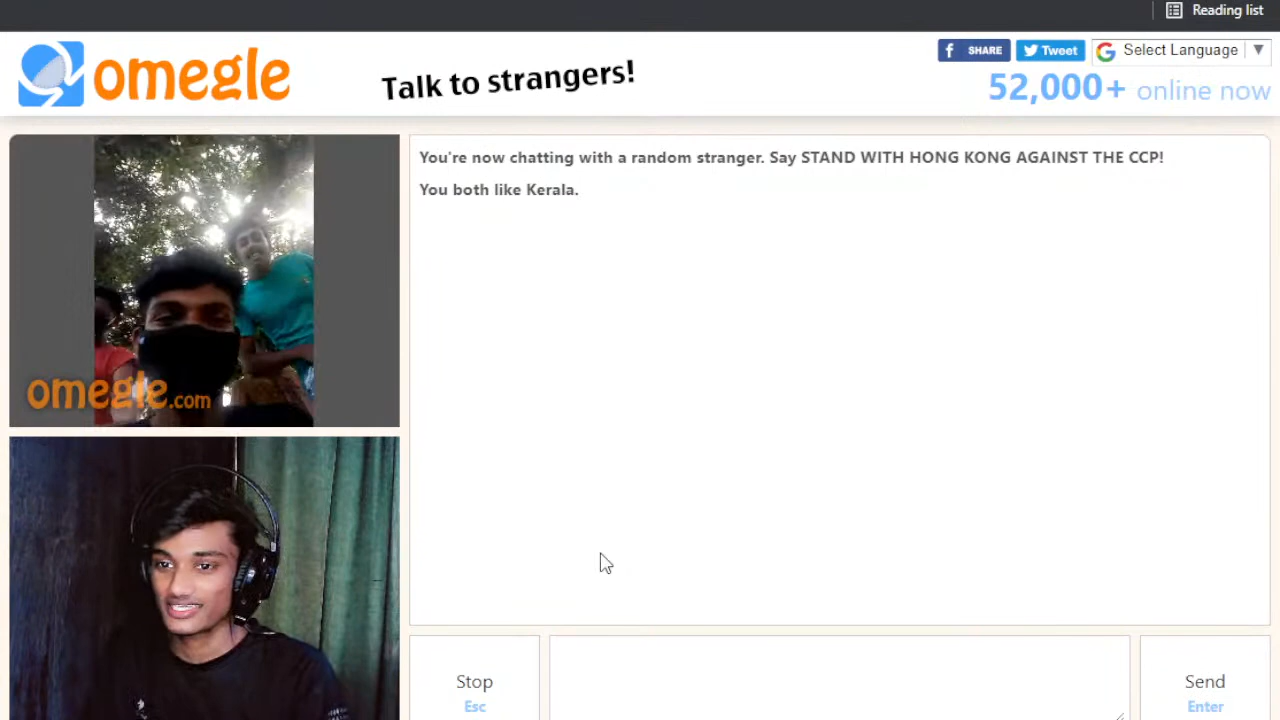 Reading list
omegle
Talk to strangers!
f SHARE
Tweet
G Select Language ▼
52,000+ online now
You're now chatting with a random stranger. Say STAND WITH HONG KONG AGAINST THE CCP!
You both like Kerala.
omegle.com
Stop
Esc
Send
Enter